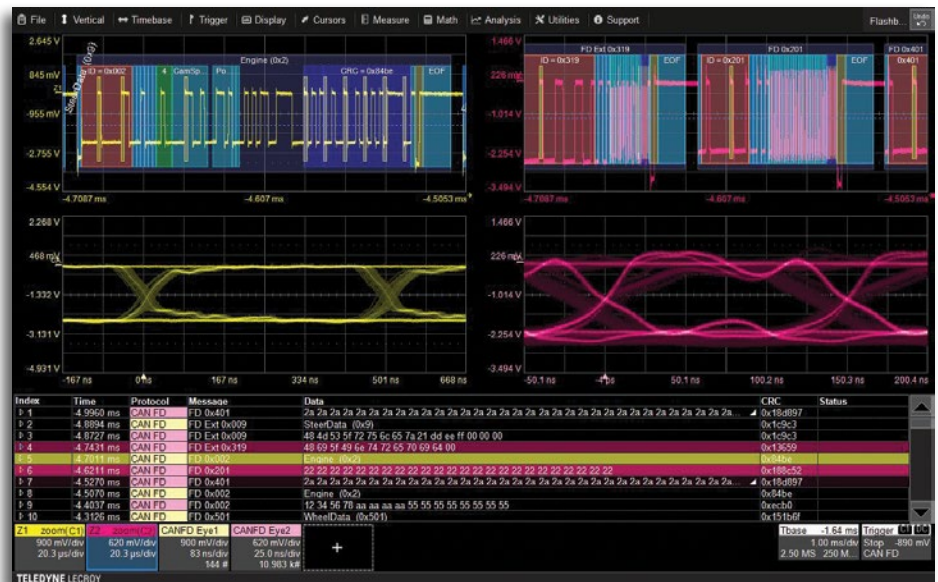 File Vertical Timebase Trigger Display Cursors Measure Math Analysis Utilities Support Flashb... Undo
2.645 V
845 mV
-955 mV
-2.755 V
-4.554 V
SteerData (0x9)
Engine (0x2)
ID = 0x002 4 CamSp... Po... CRC = 0x84be EOF
-4.7087 ms -4.607 ms -4.5053 ms
1.466 V
226 mV
-1.014 V
-2.254 V
-3.494 V
FD Ext 0x319 FD 0x201 FD 0x401
ID = 0x319 EOF ID = 0x201 EOF 0x401
-4.7087 ms -4.607 ms -4.5053 ms
2.268 V
468 mV
-1.332 V
-3.131 V
-4.931 V
-167 ns 0 ns 167 ns 334 ns 501 ns 668 ns
1.466 V
226 mV
-1.014 V
-2.254 V
-3.494 V
-50.1 ns 50.1 ns 100.2 ns 150.3 ns 200.4 ns
Index Time Protocol Message Data CRC Status
1 -4.9960 ms CAN FD FD 0x401 2a 2a 2a 2a 2a 2a 2a 2a 2a 2a 2a 2a 2a 2a 2a 2a 2a 2a 2a 2a 2a 2a 2a 2a 2a 2a 2a 2a 2a... 0x18d897
2 -4.8894 ms CAN FD FD Ext 0x009 SteerData (0x9) 0x1c9c3
3 -4.8727 ms CAN FD FD Ext 0x009 48 4d 53 5f 72 75 6c 65 7a 21 dd ee ff 00 00 00 0x1c9c3
4 -4.7431 ms CAN FD FD Ext 0x319 48 69 5f 49 6e 74 72 65 70 69 64 00 0x13659
5 -4.7011 ms CAN FD FD 0x002 Engine (0x2) 0x84be
6 -4.6211 ms CAN FD FD 0x201 22 22 22 22 22 22 22 22 22 22 22 22 22 22 22 22 22 22 22 22 22 22 22 22 0x188c52
7 -4.5270 ms CAN FD FD 0x401 2a 2a 2a 2a 2a 2a 2a 2a 2a 2a 2a 2a 2a 2a 2a 2a 2a 2a 2a 2a 2a 2a 2a 2a 2a 2a 2a 2a 2a... 0x18d897
8 -4.5070 ms CAN FD FD 0x002 Engine (0x2) 0x84be
9 -4.4037 ms CAN FD FD 0x002 12 34 56 78 aa aa aa aa 55 55 55 55 55 55 55 55 0xecb0
10 -4.3126 ms CAN FD FD 0x501 WheelData (0x501) 0x151b6f
Z1 zoom(C1) Z2 zoom(C2) CANFD Eye1 CANFD Eye2 Tbase -1.64 ms Trigger C1 DC
900 mV/div 620 mV/div 900 mV/div 620 mV/div + 1.00 ms/div Stop -890 mV
20.3 µs/div 20.3 µs/div 83 ns/div 25.0 ns/div 2.50 MS 250 M... CAN FD
144 # 10.983 k#
TELEDYNE LECROY